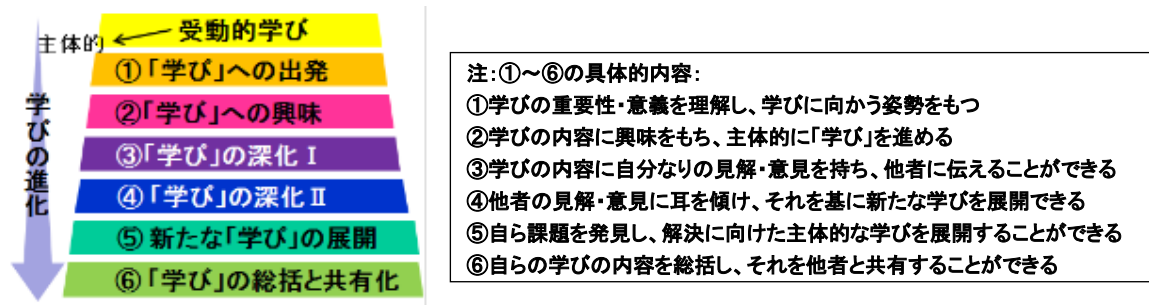 学びの進化
主体的
受動的学び
①「学び」への出発
②「学び」への興味
③「学び」の深化Ⅰ
④「学び」の深化Ⅱ
⑤新たな「学び」の展開
⑥「学び」の総括と共有化
注:①～⑥の具体的内容:
①学びの重要性・意義を理解し、学びに向かう姿勢をもつ
②学びの内容に興味をもち、主体的に「学び」を進める
③学びの内容に自分なりの見解・意見を持ち、他者に伝えることができる
④他者の見解・意見に耳を傾け、それを基に新たな学びを展開できる
⑤自ら課題を発見し、解決に向けた主体的な学びを展開することができる
⑥自らの学びの内容を総括し、それを他者と共有することができる